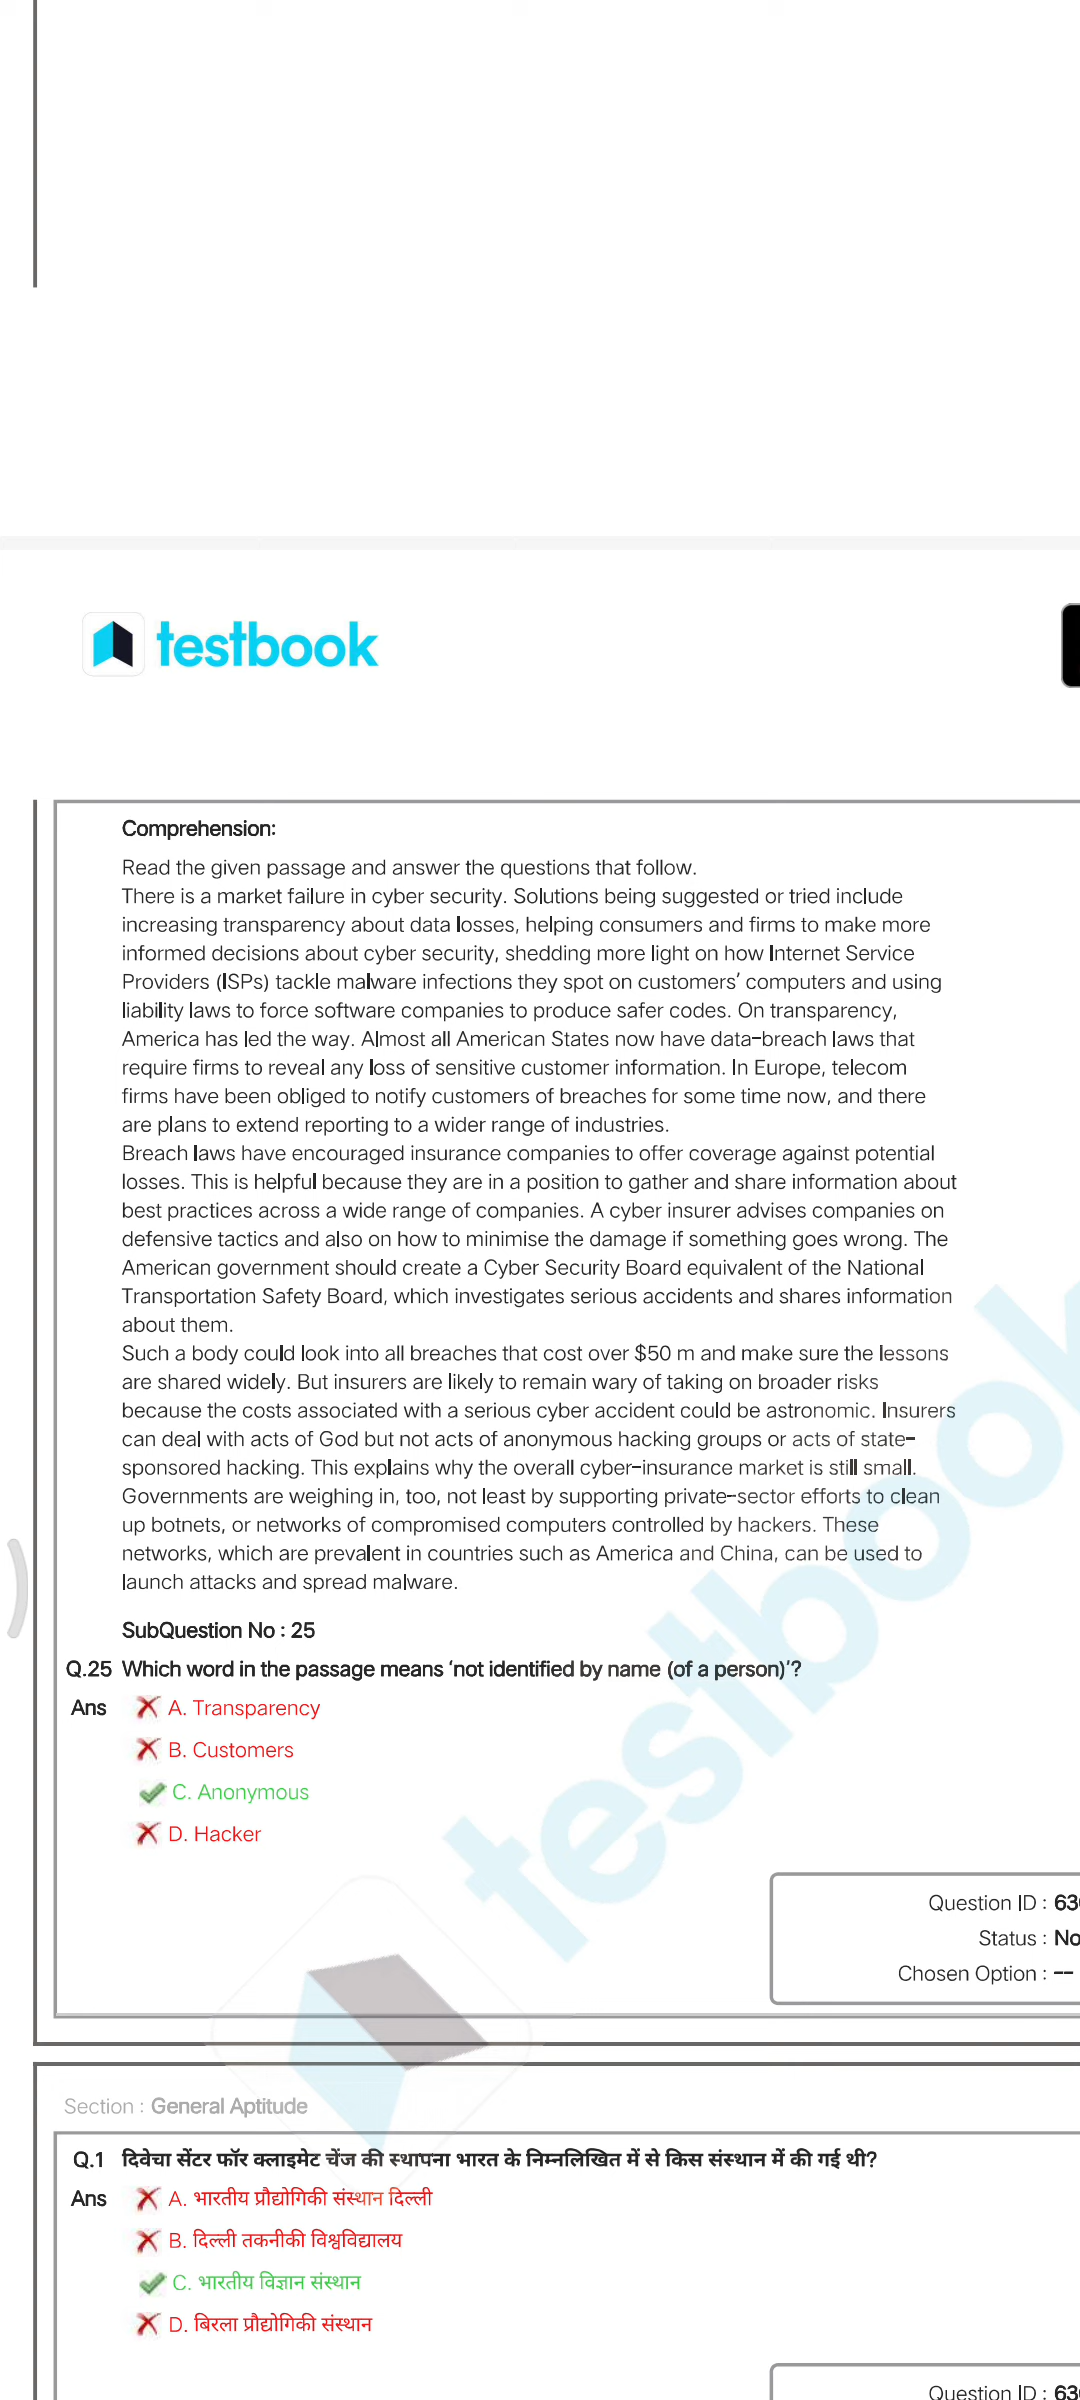 testbook
Comprehension:
Read the given passage and answer the questions that follow.
There is a market failure in cyber security. Solutions being suggested or tried include
increasing transparency about data losses, helping consumers and firms to make more
informed decisions about cyber security, shedding more light on how Internet Service
Providers (ISPs) tackle malware infections they spot on customers' computers and using
liability laws to force software companies to produce safer codes. On transparency,
America has led the way. Almost all American States now have data-breach laws that
require firms to reveal any loss of sensitive customer information. In Europe, telecom
firms have been obliged to notify customers of breaches for some time now, and there
are plans to extend reporting to a wider range of industries.
Breach laws have encouraged insurance companies to offer coverage against potential
losses. This is helpful because they are in a position to gather and share information about
best practices across a wide range of companies. A cyber insurer advises companies on
defensive tactics and also on how to minimise the damage if something goes wrong. The
American government should create a Cyber Security Board equivalent of the National
Transportation Safety Board, which investigates serious accidents and shares information
about them.
Such a body could look into all breaches that cost over $50 m and make sure the lessons
are shared widely. But insurers are likely to remain wary of taking on broader risks
because the costs associated with a serious cyber accident could be astronomic. Insurers
can deal with acts of God but not acts of anonymous hacking groups or acts of state-
sponsored hacking. This explains why the overall cyber-insurance market is still small.
Governments are weighing in, too, not least by supporting private-sector efforts to clean
up botnets, or networks of compromised computers controlled by hackers. These
networks, which are prevalent in countries such as America and China, can be used to
launch attacks and spread malware.
SubQuestion No : 25
Q.25 Which word in the passage means 'not identified by name (of a person)'?
Ans A. Transparency
B. Customers
C. Anonymous
D. Hacker
Question ID : 63
Status : No
Chosen Option : --
Section : General Aptitude
Q.1 दिवेचा सेंटर फॉर क्लाइमेट चेंज की स्थापना भारत के निम्नलिखित में से किस संस्थान में की गई थी?
Ans A. भारतीय प्रौद्योगिकी संस्थान दिल्ली
B. दिल्ली तकनीकी विश्वविद्यालय
C. भारतीय विज्ञान संस्थान
D. बिरला प्रौद्योगिकी संस्थान
Question ID : 63
testbook